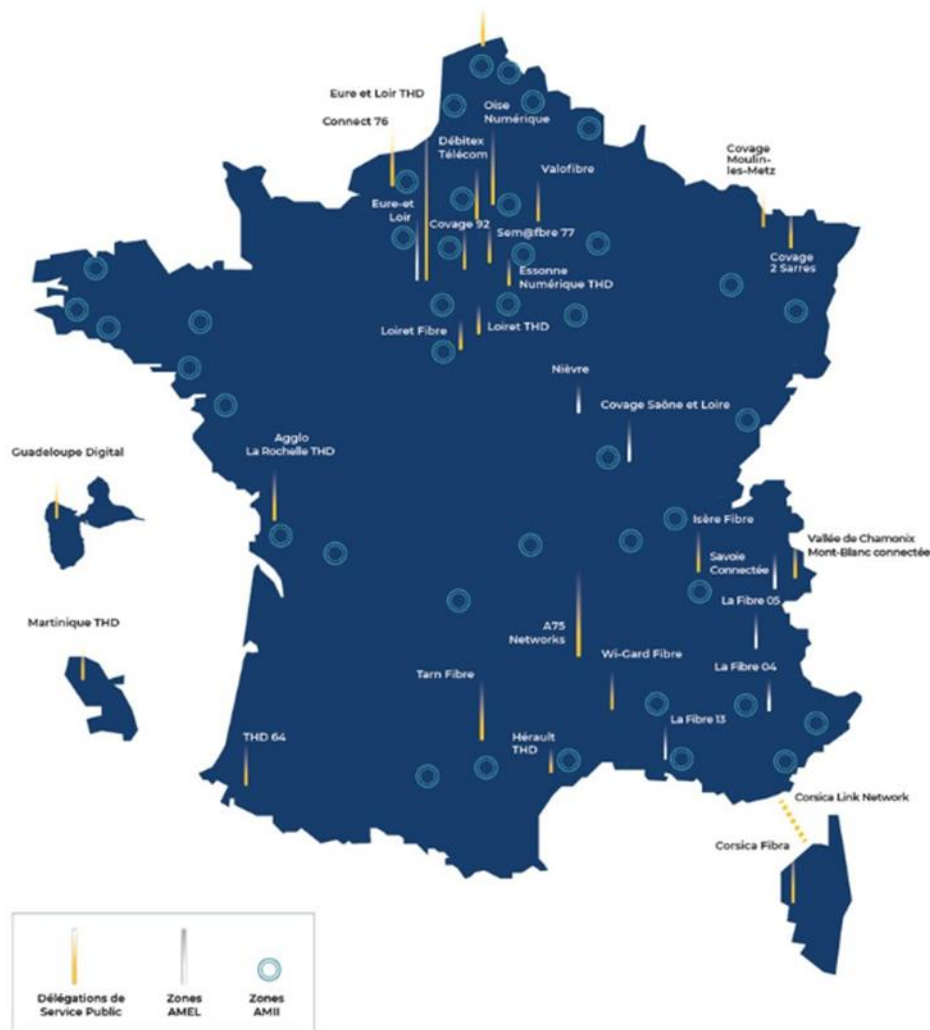 Eure et Loir THD
Oise
Numérique
Connect 76
Débitex
Télécom
Covage
Moulin-
les-Metz
Valofibre
Eure-et
Loir
Covage 92
Sem@fbre 77
Covage
2 Sarres
Essonne
Numérique THD
Loiret Fibre
Loiret THD
Nièvre
Covage Saône et Loire
Agglo
La Rochelle THD
Guadeloupe Digital
Isère Fibre
Vallée de Chamonix
Mont-Blanc connectée
Savoie
Connectée
La Fibre 05
Martinique THD
A75
Networks
Wi-Gard Fibre
La Fibre 04
Tarn Fibre
La Fibre 13
THD 64
Hérault
THD
Corsica Link Network
Corsica Fibra
Délégations de
Service Public
Zones
AMEL
Zones
AMII